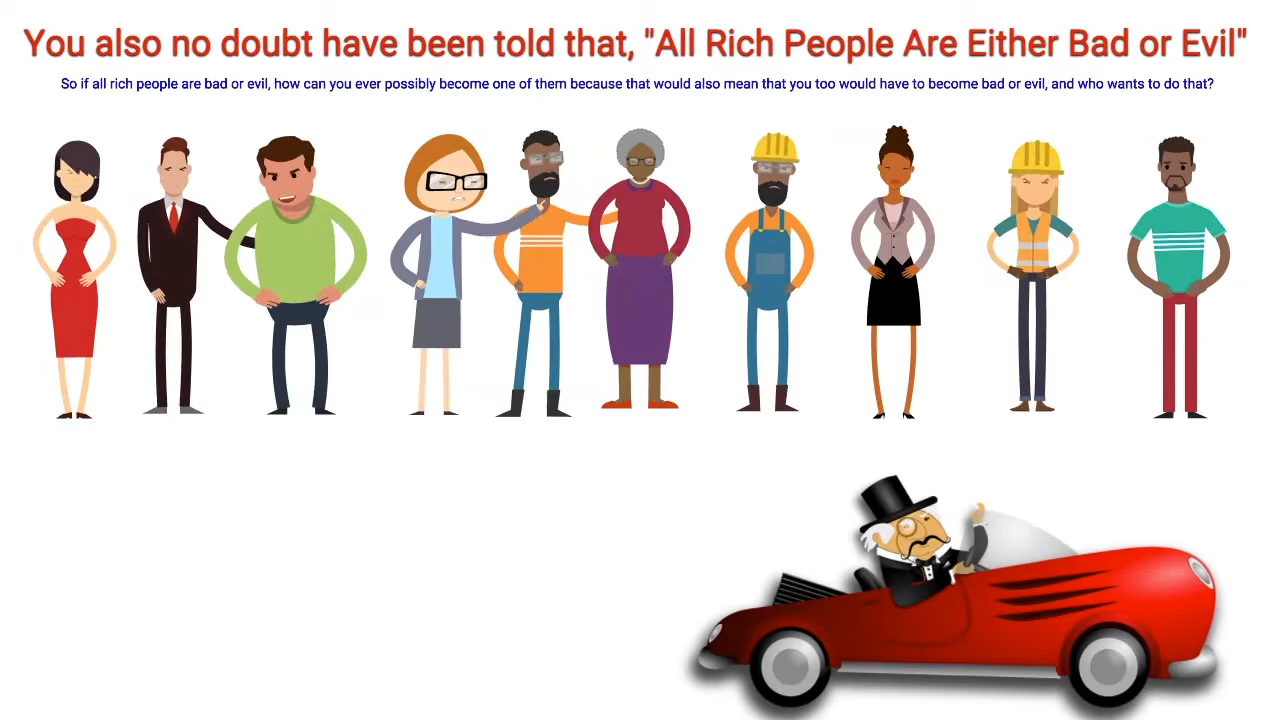 You also no doubt have been told that, "All Rich People Are Either Bad or Evil"
So if all rich people are bad or evil, how can you ever possibly become one of them because that would also mean that you too would have to become bad or evil, and who wants to do that?